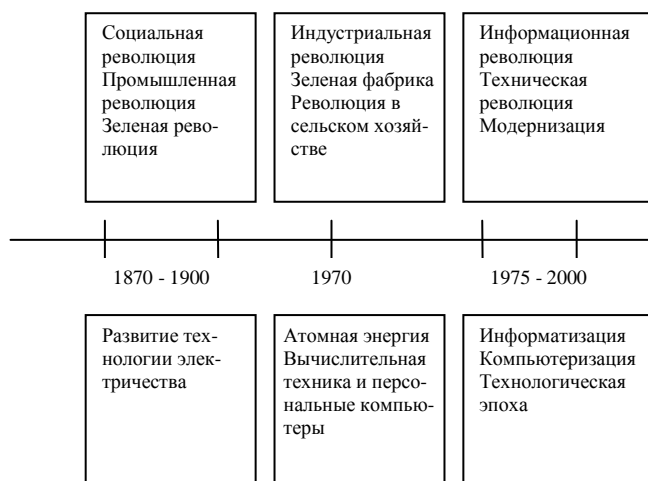 Социальная
революция
Промышленная
революция
Зеленая рево-
люция
Индустриальная
революция
Зеленая фабрика
Революция в
сельском хозяй-
стве
Информационная
революция
Техническая
революция
Модернизация
1870 - 1900
1970
1975 - 2000
Развитие тех-
нологии элек-
тричества
Атомная энергия
Вычислительная
техника и персо-
нальные компью-
теры
Информатизация
Компьютеризация
Технологическая
эпоха